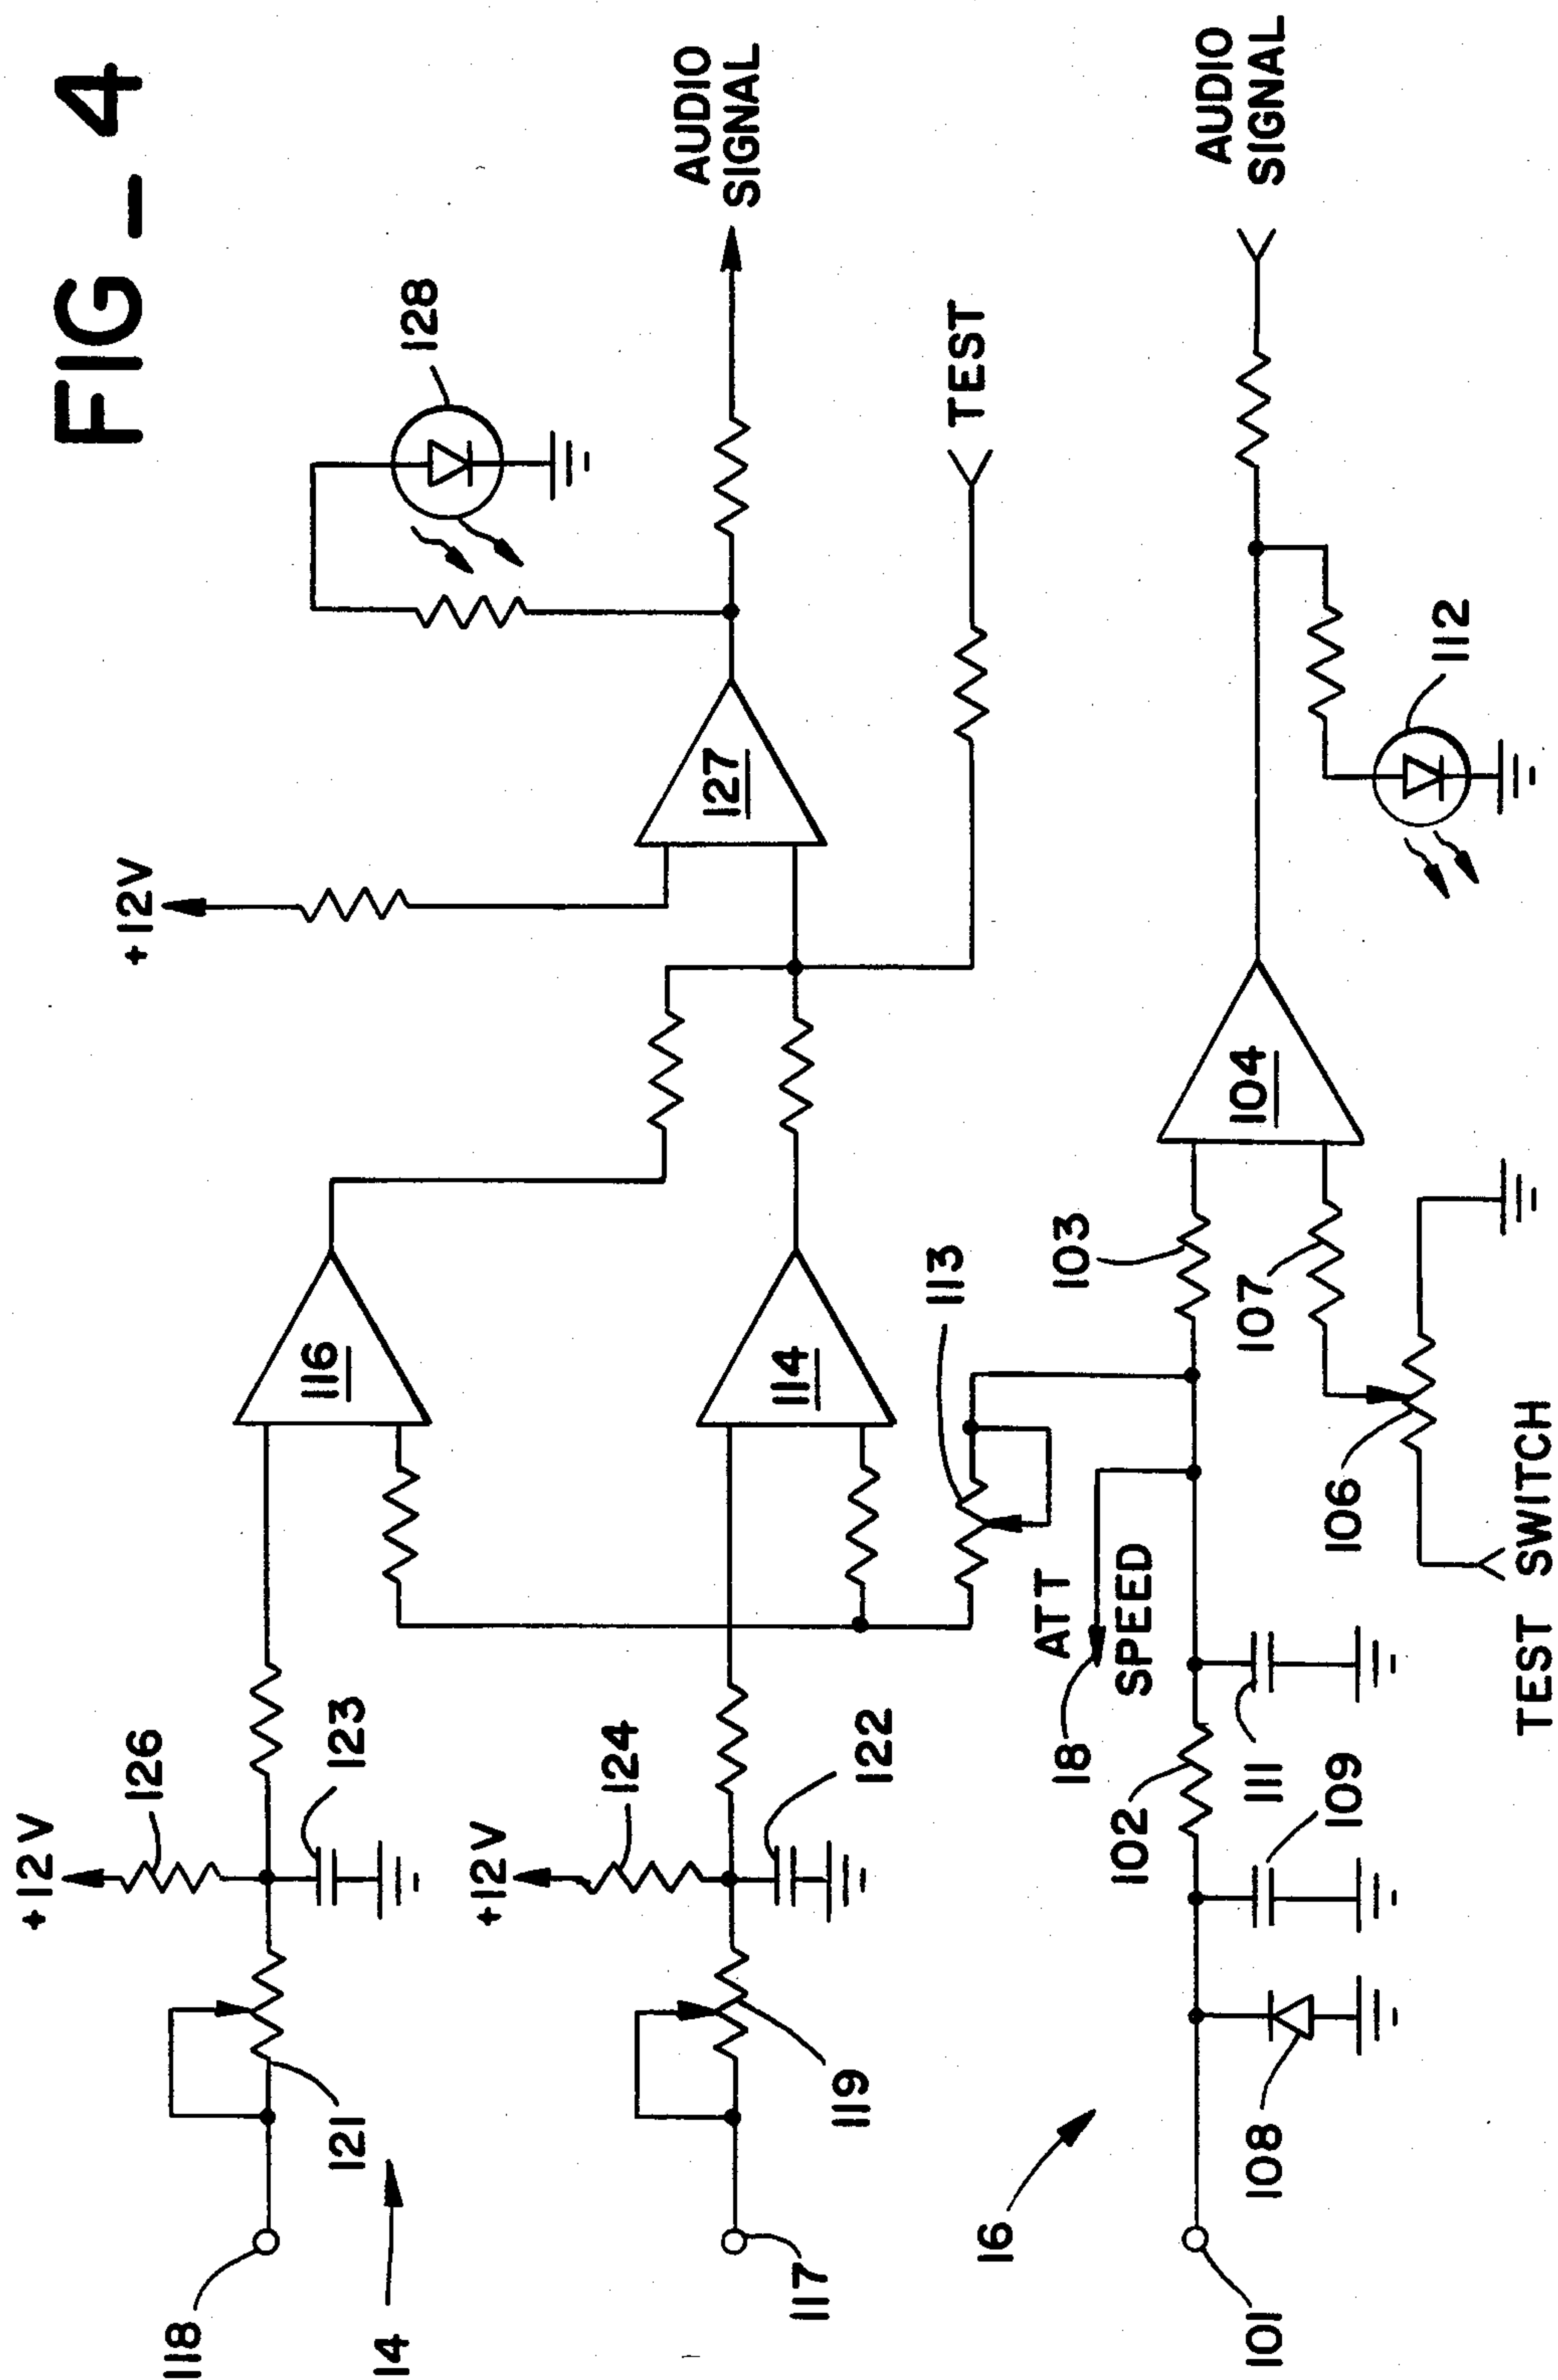 FIG_4
+12V
126
123
118
121
14
116
+12V
128
AUDIO
SIGNAL
127
+12V
124
122
117
119
114
TEST
113
ATT
SPEED
18
103
16
101
108
109
102
111
104
107
106
TEST SWITCH
112
AUDIO
SIGNAL